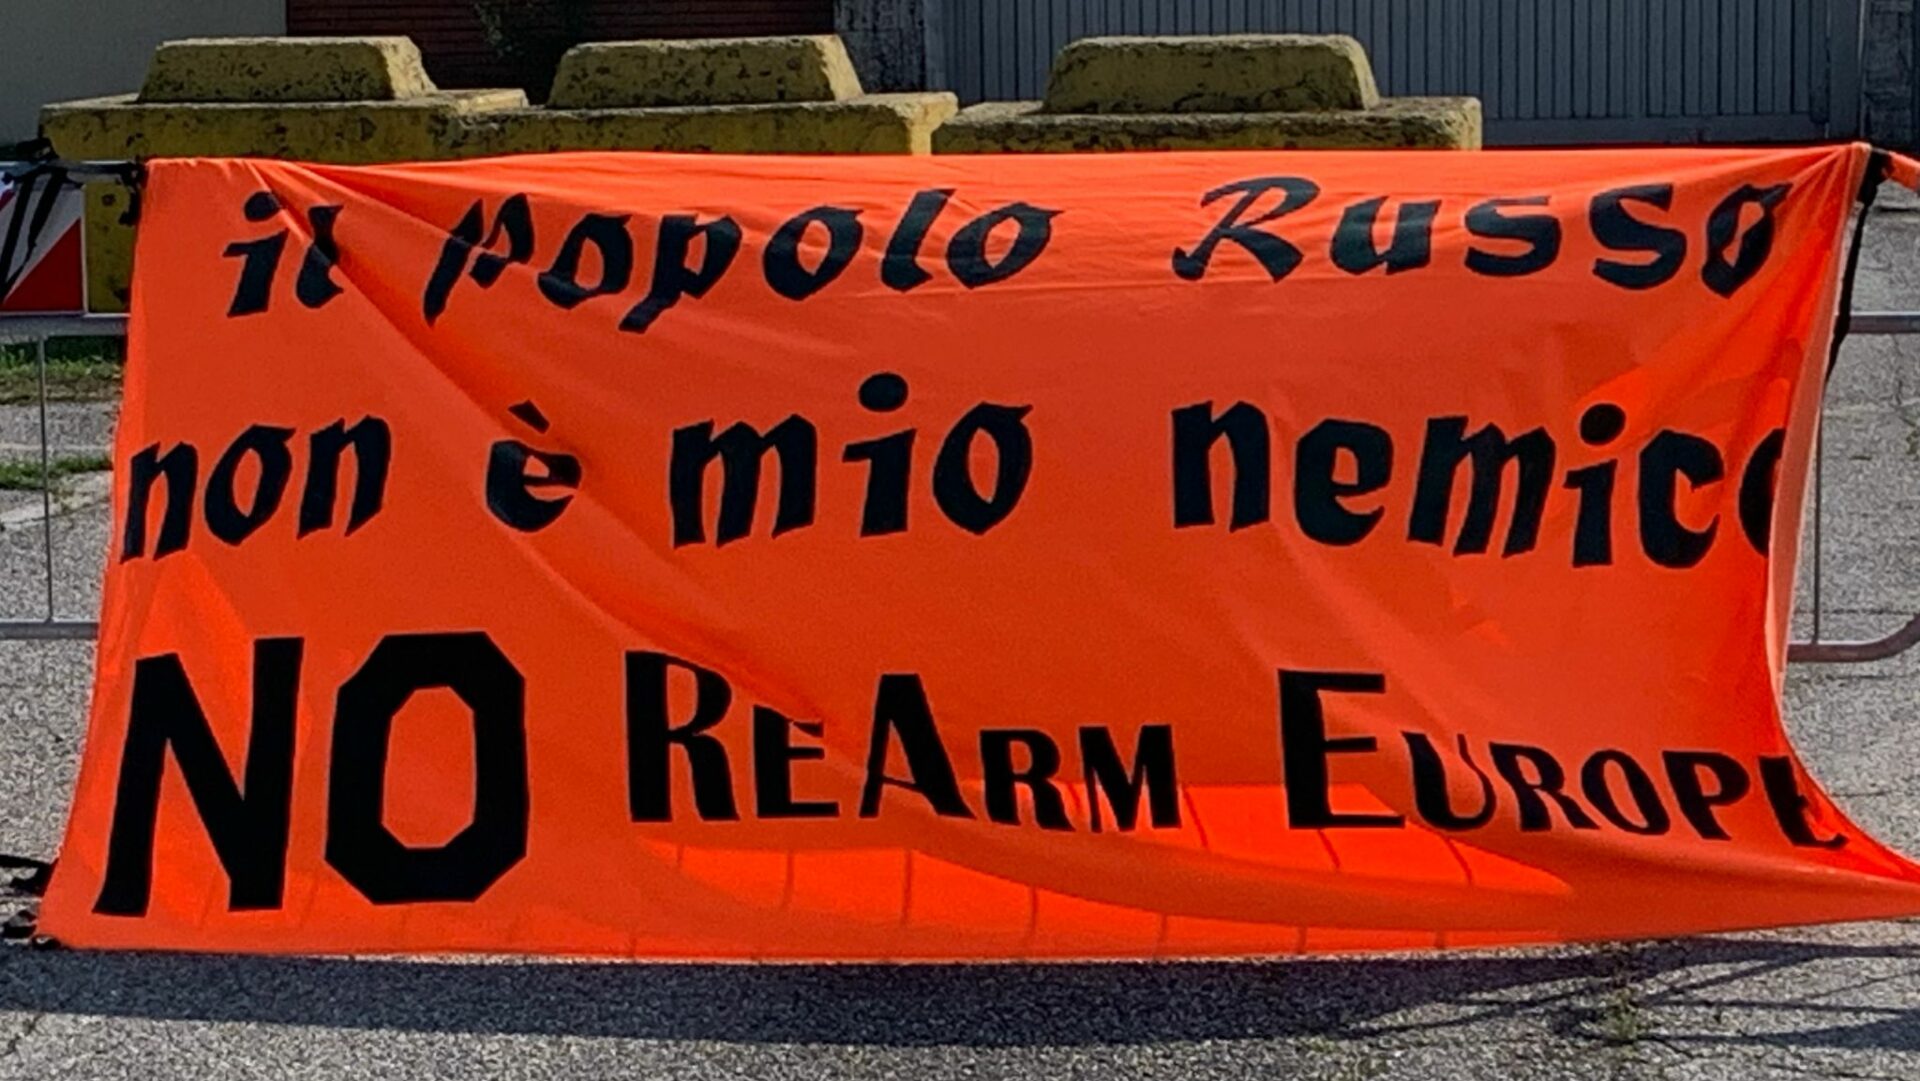 il Popolo Russo
non è mio nemico
NO REARM EUROPE